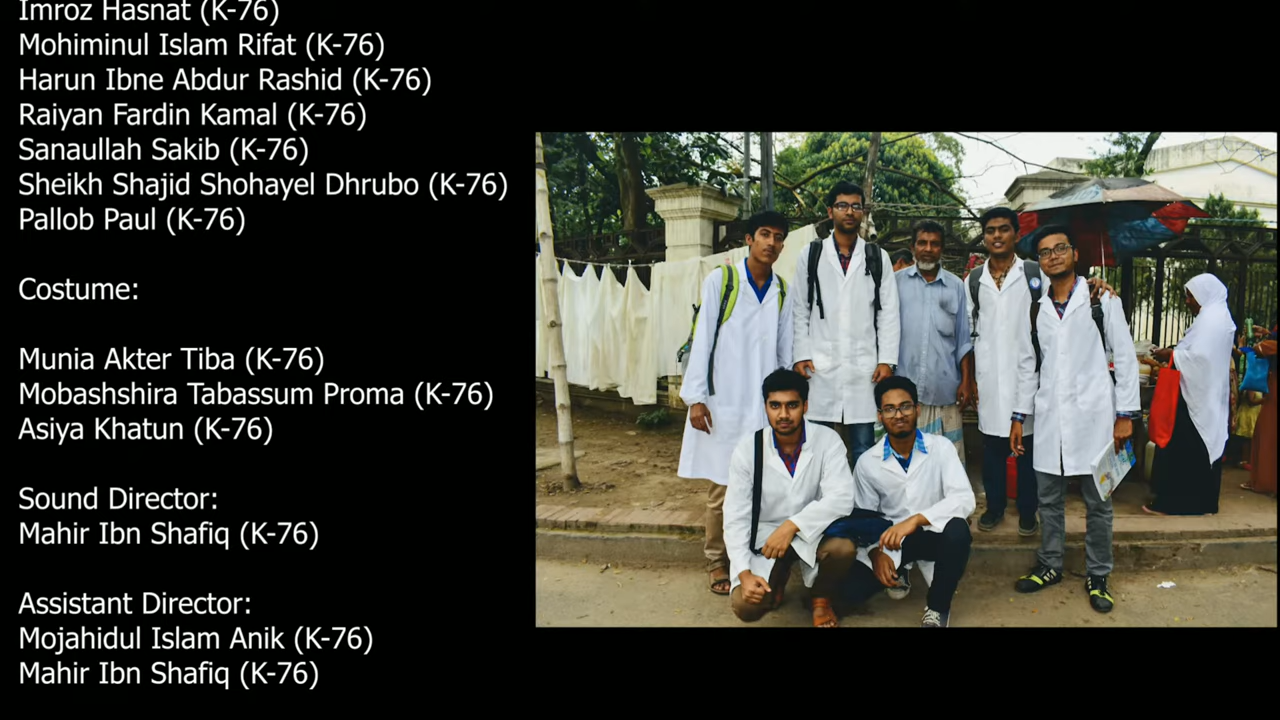 Imroz Hasnat (K-76)
Mohiminul Islam Rifat (K-76)
Harun Ibne Abdur Rashid (K-76)
Raiyan Fardin Kamal (K-76)
Sanaullah Sakib (K-76)
Sheikh Shajid Shohayel Dhrubo (K-76)
Pallob Paul (K-76)
Costume:
Munia Akter Tiba (K-76)
Mobashshira Tabassum Proma (K-76)
Asiya Khatun (K-76)
Sound Director:
Mahir Ibn Shafiq (K-76)
Assistant Director:
Mojahidul Islam Anik (K-76)
Mahir Ibn Shafiq (K-76)